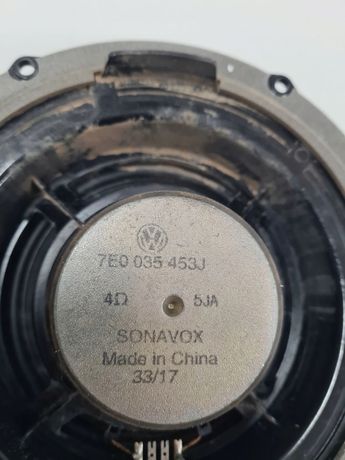 7E0 035 453J
4Ω 5JA
SONAVOX
Made in China
33/17